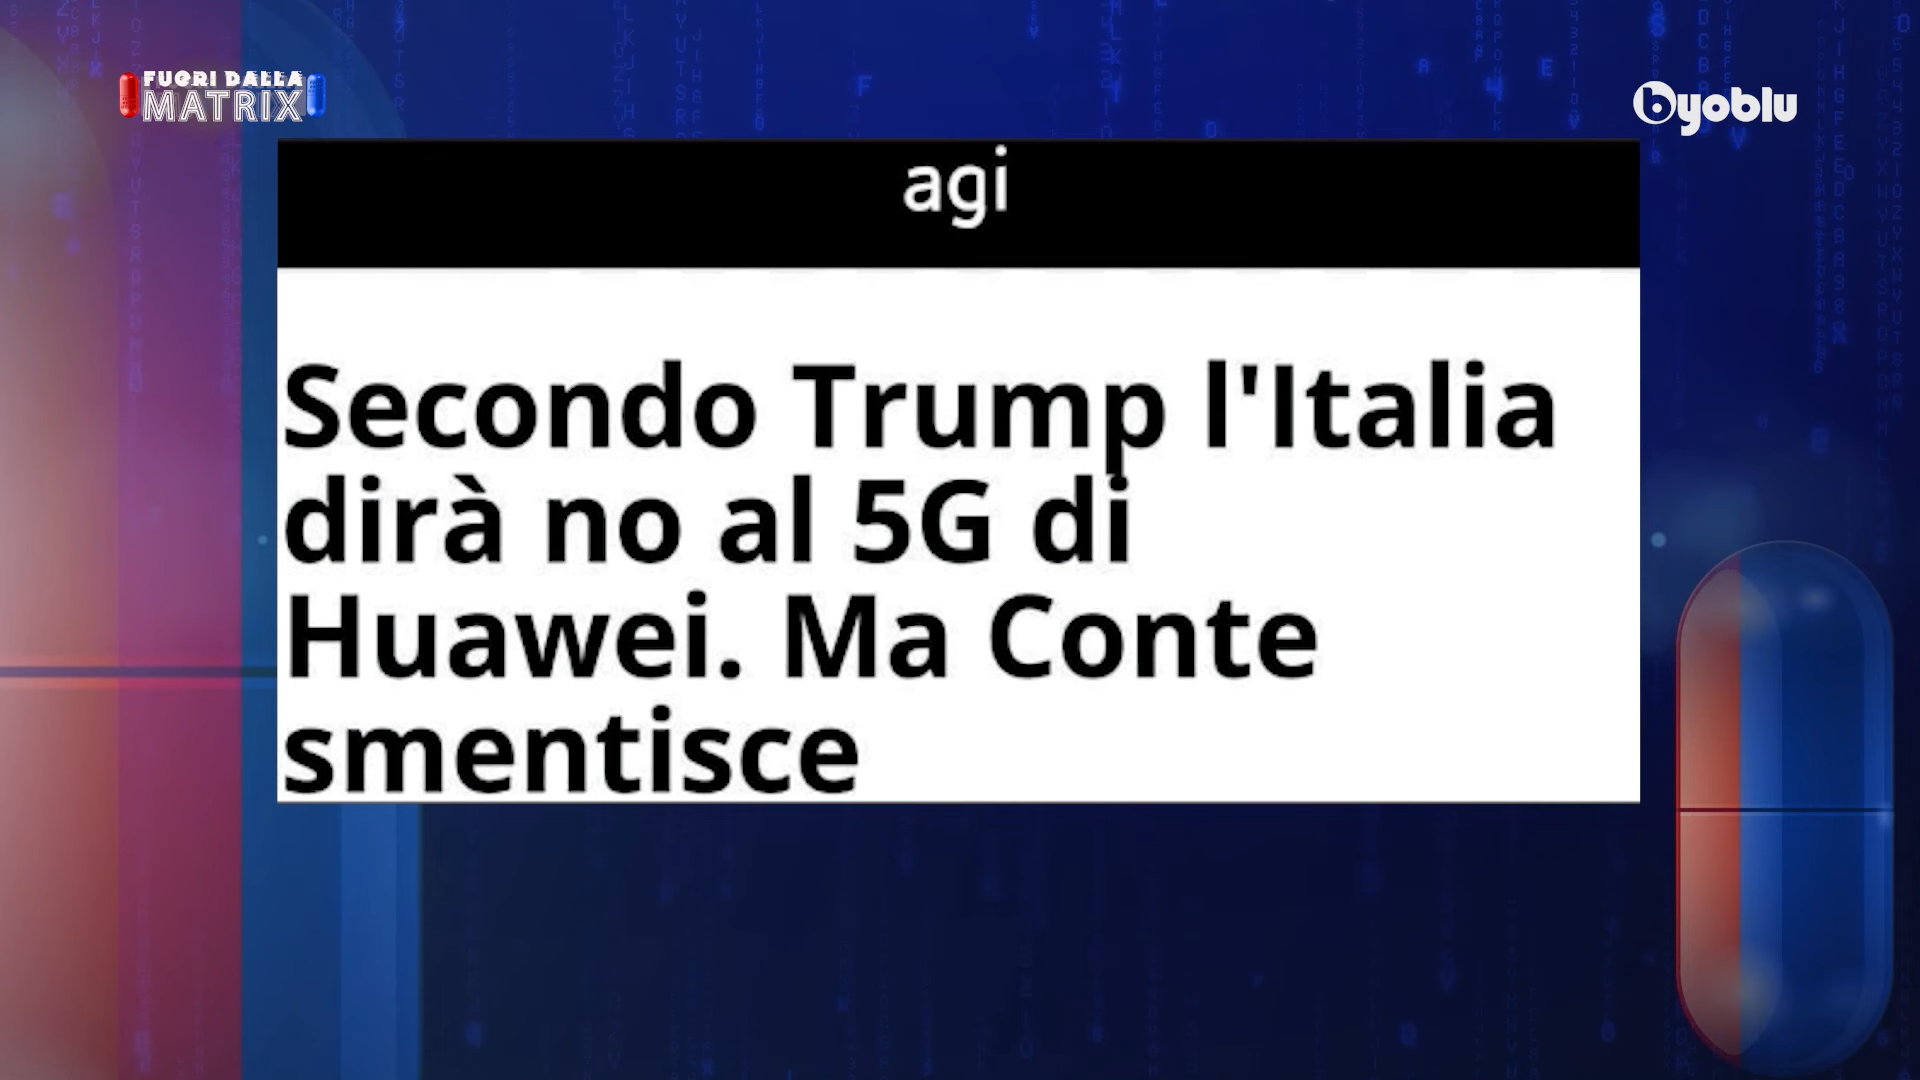 FUORI DALLA
MATRIX
byoblu
agi
Secondo Trump l'Italia
dirà no al 5G di
Huawei. Ma Conte
smentisce